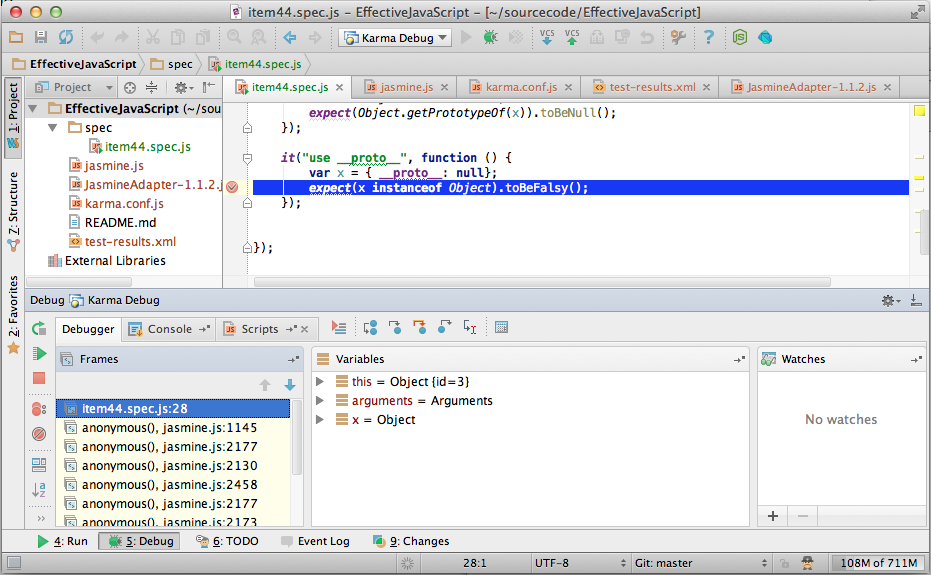 item44.spec.js – EffectiveJavaScript – [~/sourcecode/EffectiveJavaScript]
Karma Debug
VCS VCS
EffectiveJavaScript spec item44.spec.js
1: Project
Z: Structure
2: Favorites
Project
item44.spec.js jasmine.js karma.conf.js test-results.xml JasmineAdapter-1.1.2.js
EffectiveJavaScript (~/sou
spec
item44.spec.js
jasmine.js
JasmineAdapter-1.1.2.j
karma.conf.js
README.md
test-results.xml
External Libraries
expect(Object.getPrototypeOf(x)).toBeNull();
});
it("use __proto__", function () {
var x = { __proto__: null};
expect(x instanceof Object).toBeFalsy();
});
});
Debug Karma Debug
Debugger Console Scripts
Frames
item44.spec.js:28
anonymous(), jasmine.js:1145
anonymous(), jasmine.js:2177
anonymous(), jasmine.js:2130
anonymous(), jasmine.js:2458
anonymous(), jasmine.js:2177
anonymous(), jasmine.js:2173
Variables
this = Object {id=3}
arguments = Arguments
x = Object
Watches
No watches
4: Run 5: Debug 6: TODO Event Log 9: Changes
28:1 UTF-8 Git: master 108M of 711M